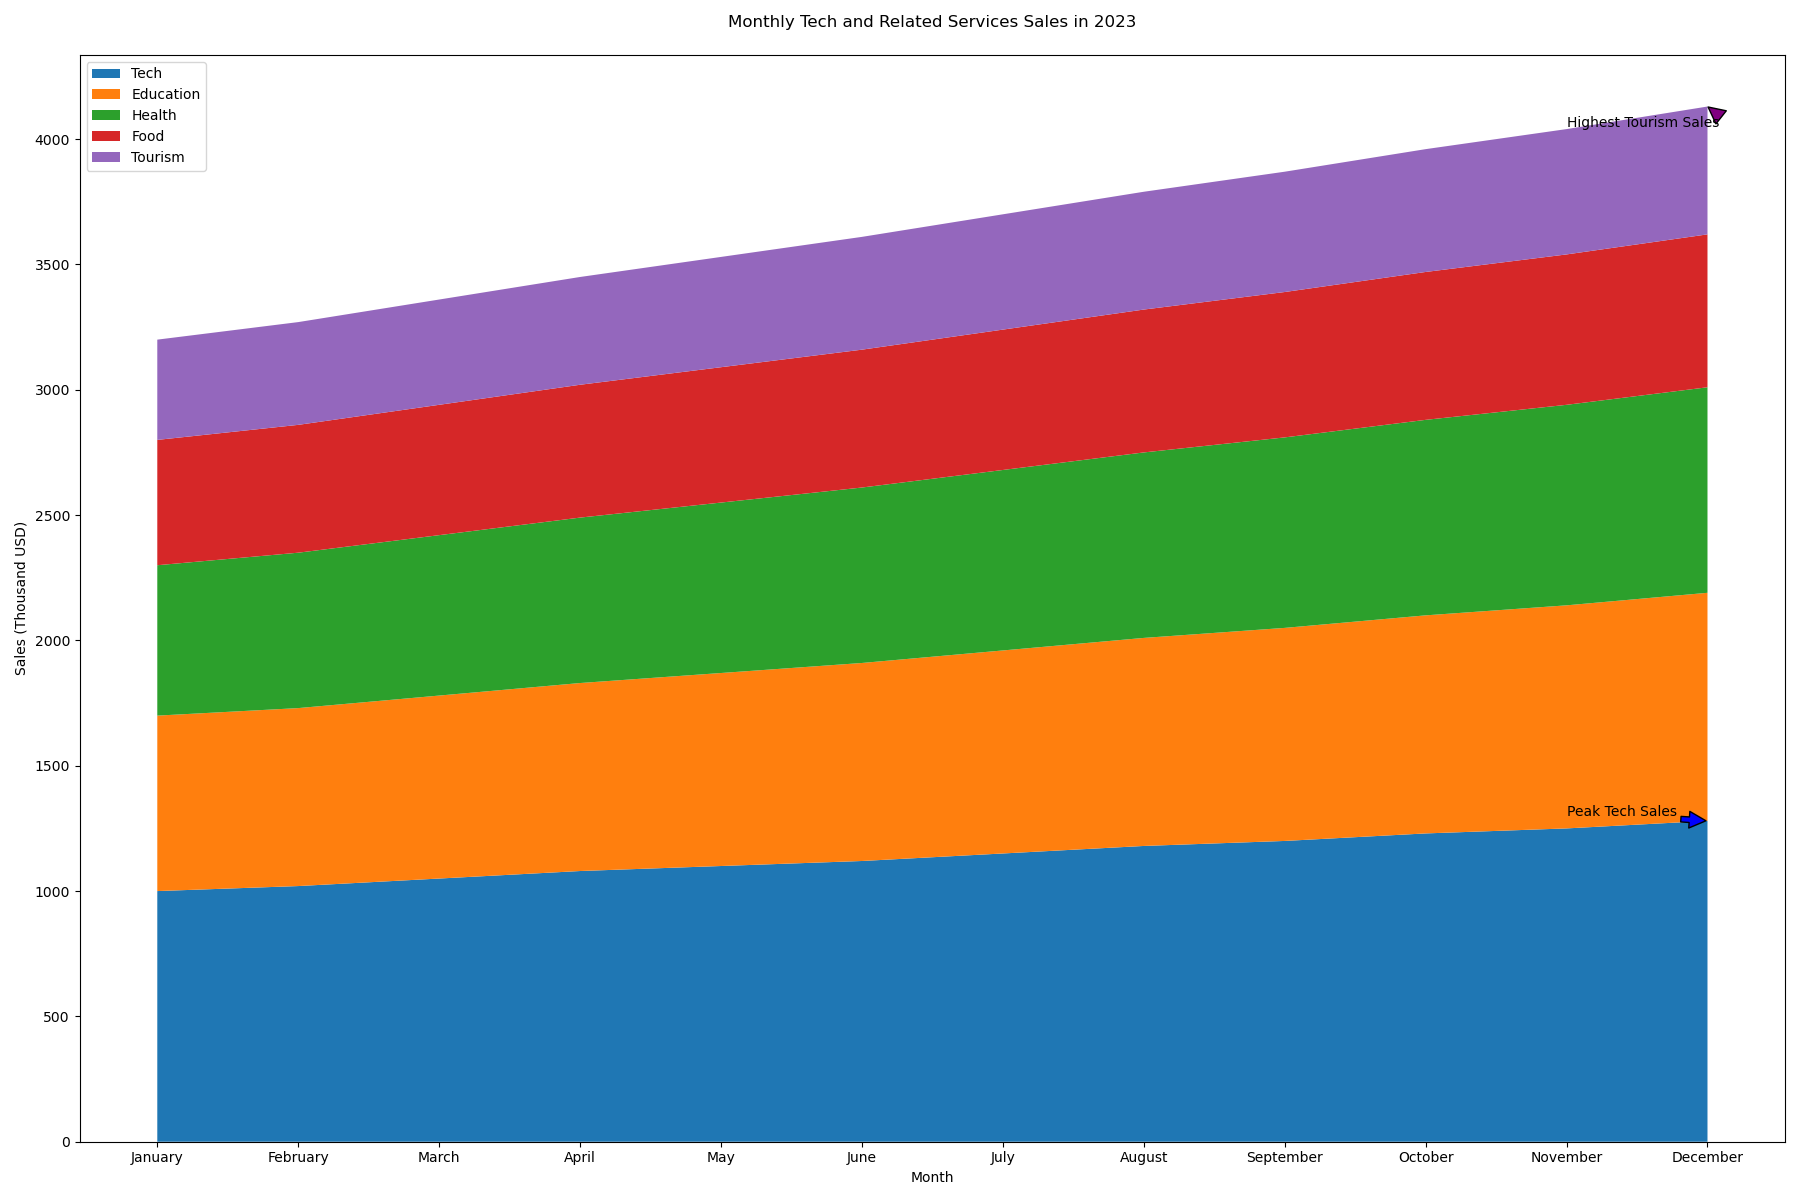 Monthly Tech and Related Services Sales in 2023
Tech
Education
Health
Food
Tourism
Highest Tourism Sales
Peak Tech Sales
Sales (Thousand USD)
4000
3500
3000
2500
2000
1500
1000
500
0
January February March April May June July August September October November December
Month